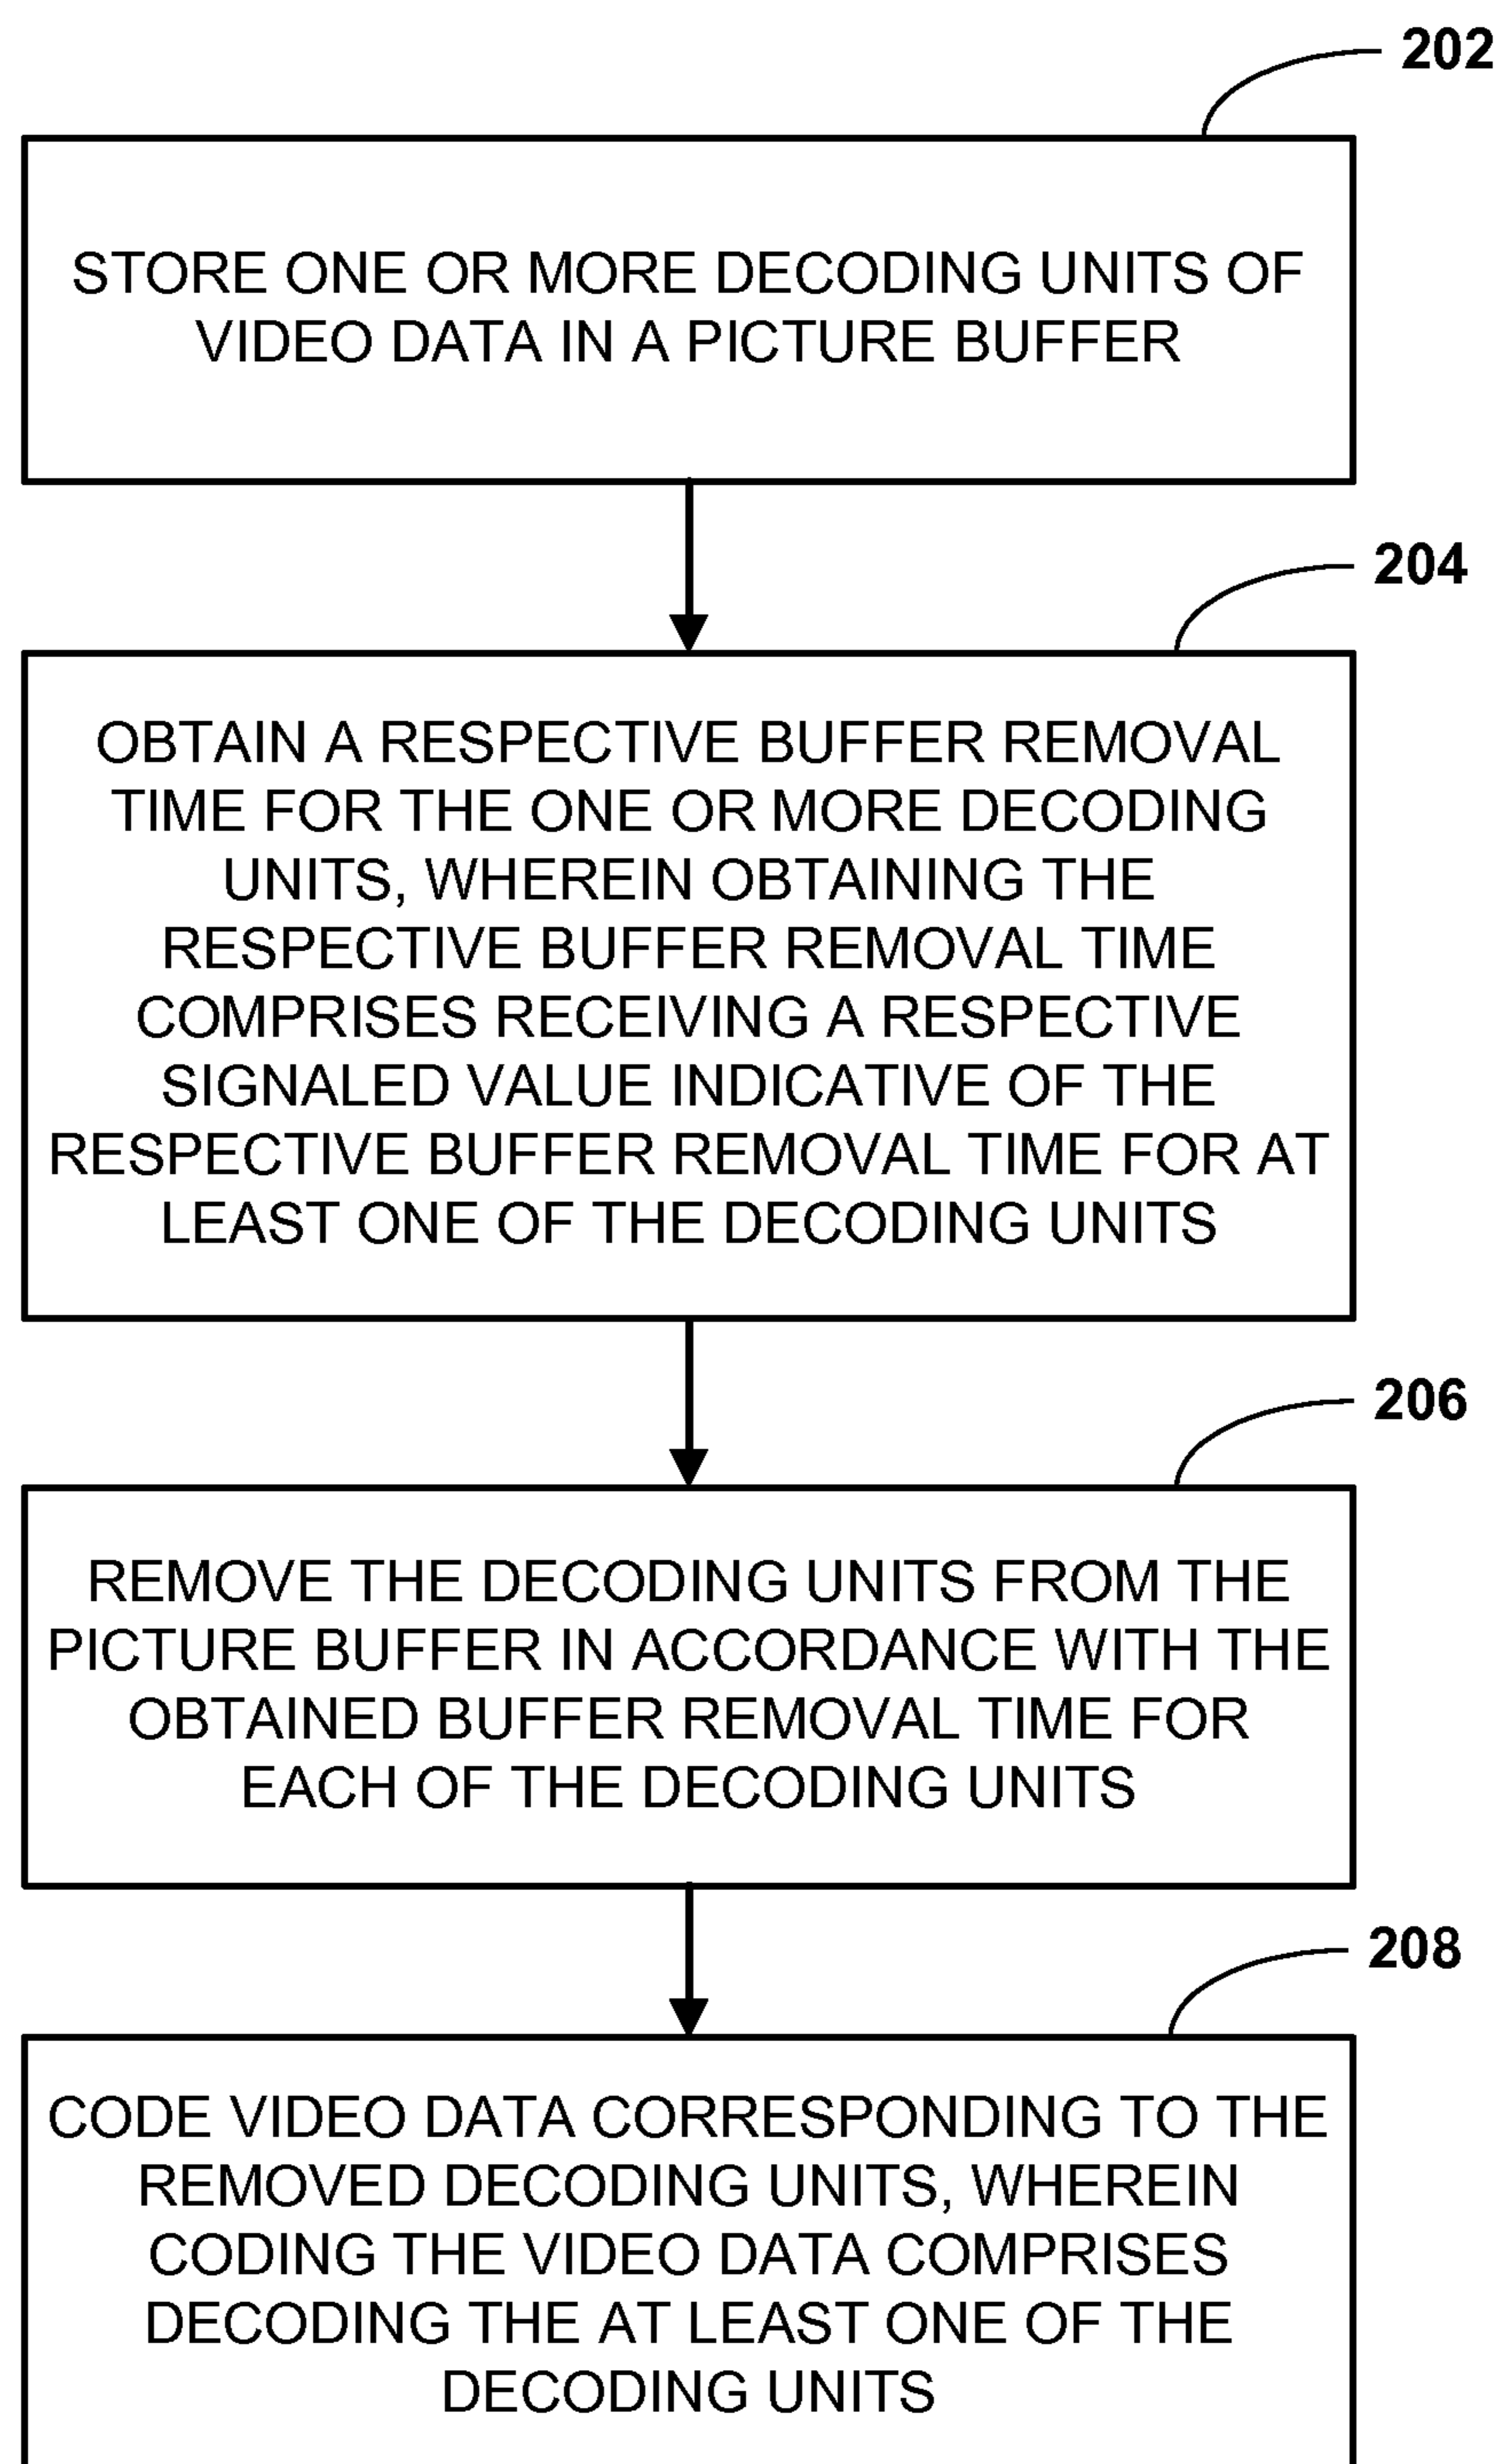 202
STORE ONE OR MORE DECODING UNITS OF
VIDEO DATA IN A PICTURE BUFFER
204
OBTAIN A RESPECTIVE BUFFER REMOVAL
TIME FOR THE ONE OR MORE DECODING
UNITS, WHEREIN OBTAINING THE
RESPECTIVE BUFFER REMOVAL TIME
COMPRISES RECEIVING A RESPECTIVE
SIGNALED VALUE INDICATIVE OF THE
RESPECTIVE BUFFER REMOVAL TIME FOR AT
LEAST ONE OF THE DECODING UNITS
206
REMOVE THE DECODING UNITS FROM THE
PICTURE BUFFER IN ACCORDANCE WITH THE
OBTAINED BUFFER REMOVAL TIME FOR
EACH OF THE DECODING UNITS
208
CODE VIDEO DATA CORRESPONDING TO THE
REMOVED DECODING UNITS, WHEREIN
CODING THE VIDEO DATA COMPRISES
DECODING THE AT LEAST ONE OF THE
DECODING UNITS